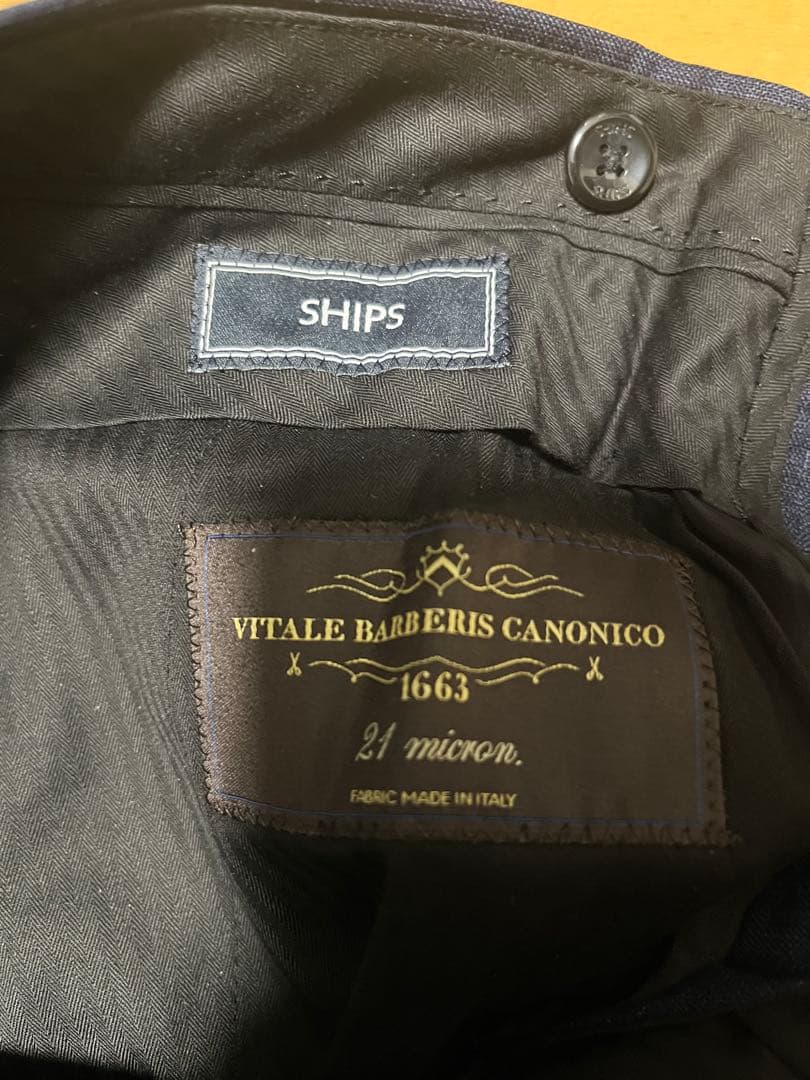 SHIPS
VITALE BARBERIS CANONICO
1663
21 micron.
FABRIC MADE IN ITALY